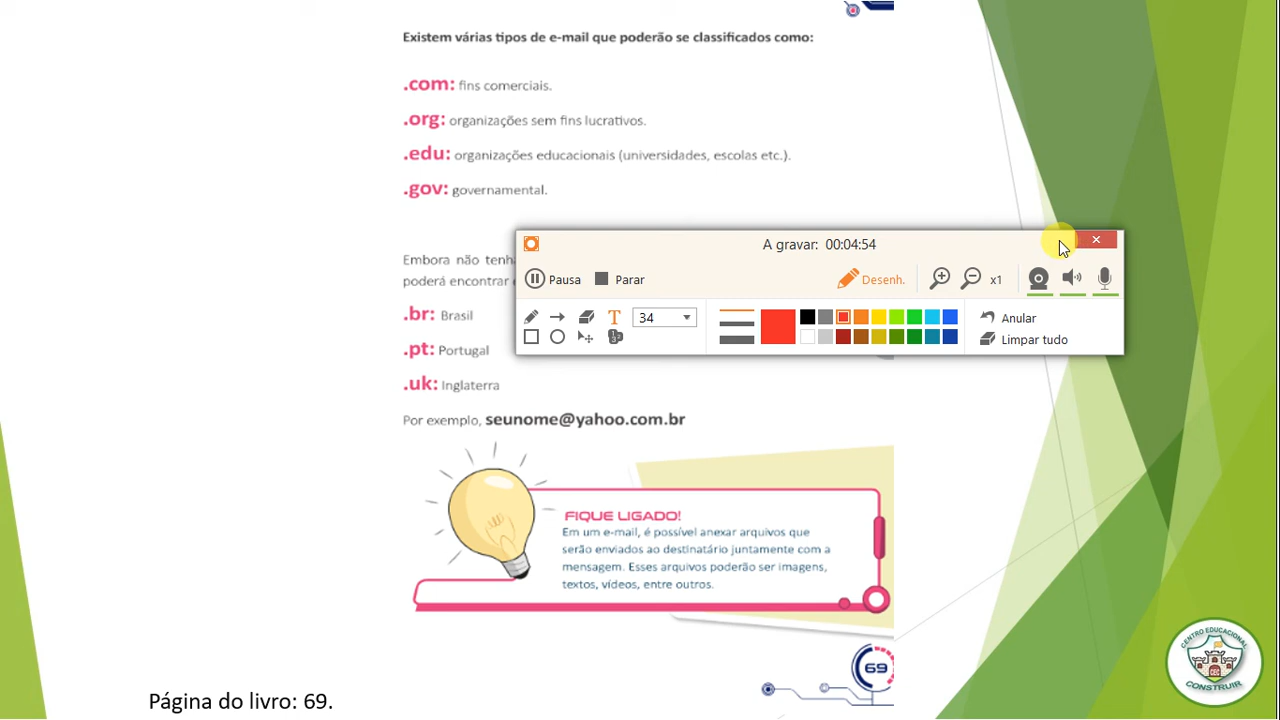 Existem várias tipos de e-mail que poderão se classificados como:
.com: fins comerciais.
.org: organizações sem fins lucrativos.
.edu: organizações educacionais (universidades, escolas etc.).
.gov: governamental.
Embora não tenh
poderá encontrar
.br: Brasil
.pt: Portugal
.uk: Inglaterra
Por exemplo, seunome@yahoo.com.br
A gravar: 00:04:54
Pausa
Parar
Desenh.
x1
T
34
Anular
Limpar tudo
FIQUE LIGADO!
Em um e-mail, é possível anexar arquivos que
serão enviados ao destinatário juntamente com a
mensagem. Esses arquivos poderão ser imagens,
textos, vídeos, entre outros.
69
Página do livro: 69.
CENTRO EDUCACIONAL
CEC
CONSTRUIR